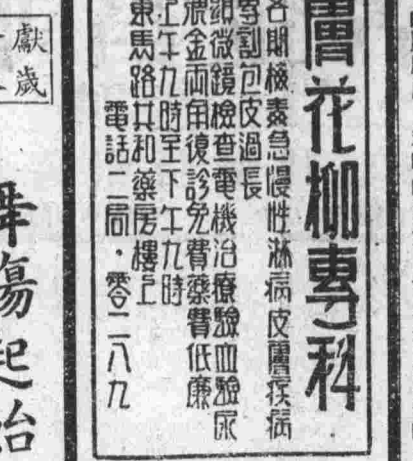 膚花柳專科
各期梅毒急慢性淋病皮膚疾病
專割包皮過長
顯微鏡檢查電機治療驗血驗尿
金兩角復診免費藥費低廉
上午九時至下午九時
東馬路共和藥房樓上
電話二局·零二八九
獻歲
傷起始